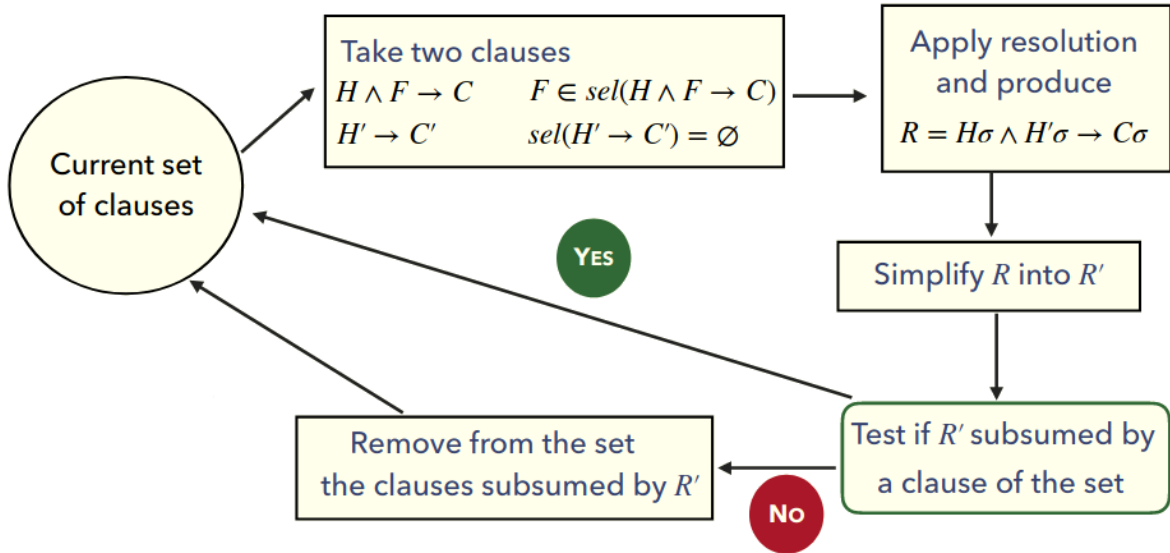 Current set
of clauses
Take two clauses
H ∧ F → C F ∈ sel(H ∧ F → C)
H′ → C′ sel(H′ → C′) = ∅
Apply resolution
and produce
R = Hσ ∧ H′σ → Cσ
Simplify R into R′
Test if R′ subsumed by
a clause of the set
YES
NO
Remove from the set
the clauses subsumed by R′